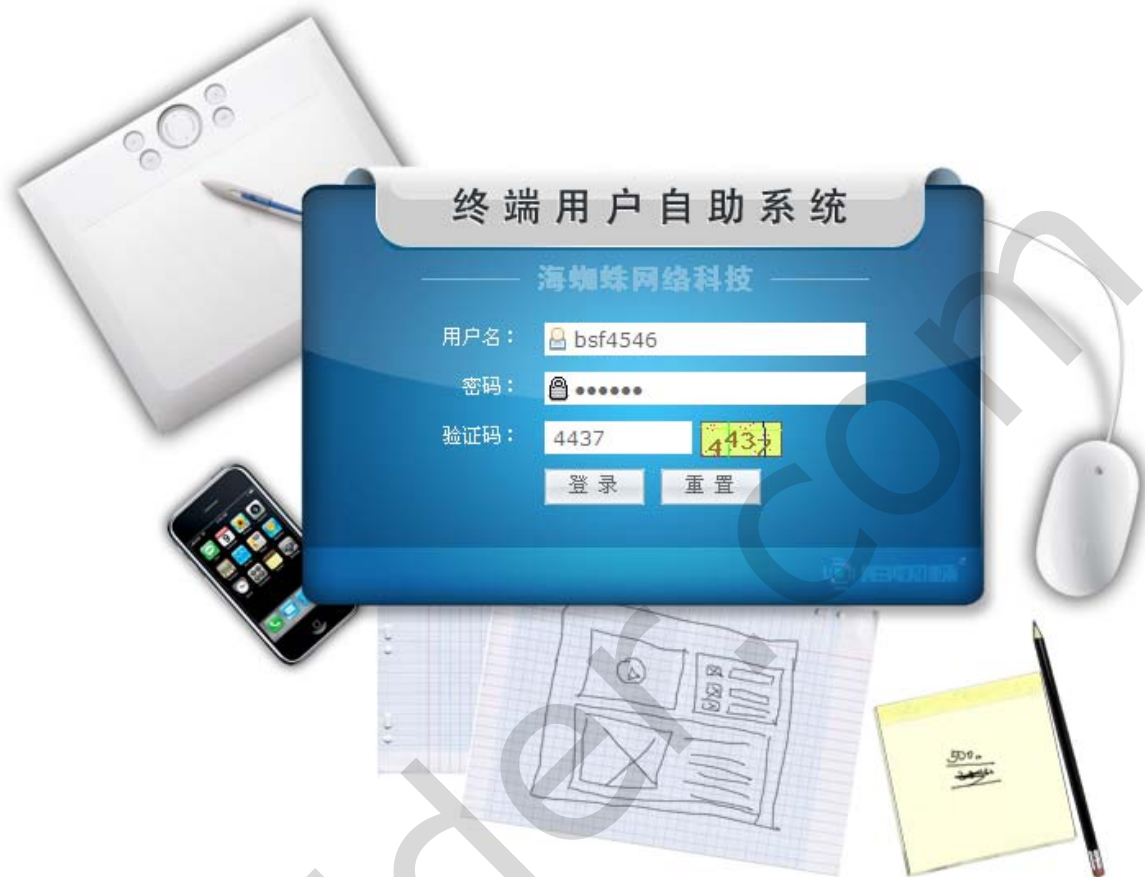 终端用户自助系统
海蜘蛛网络科技
用户名： bsf4546
密码： ••••••
验证码： 4437 4437
登录 重置